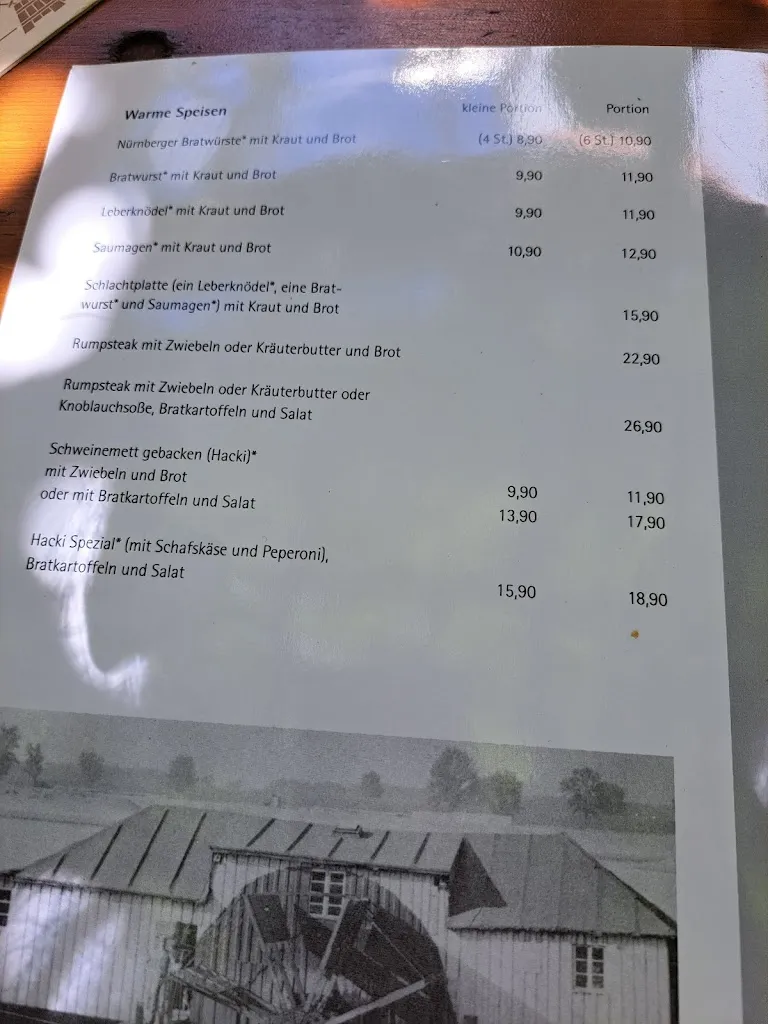 Warme Speisen kleine Portion Portion
Nürnberger Bratwürste* mit Kraut und Brot (4 St.) 8,90 (6 St.) 10,90
Bratwurst* mit Kraut und Brot 9,90 11,90
Leberknödel* mit Kraut und Brot 9,90 11,90
Saumagen* mit Kraut und Brot 10,90 12,90
Schlachtplatte (ein Leberknödel*, eine Brat-
wurst* und Saumagen*) mit Kraut und Brot 15,90
Rumpsteak mit Zwiebeln oder Kräuterbutter und Brot 22,90
Rumpsteak mit Zwiebeln oder Kräuterbutter oder
Knoblauchsoße, Bratkartoffeln und Salat 26,90
Schweinemett gebacken (Hacki)*
mit Zwiebeln und Brot 9,90 11,90
oder mit Bratkartoffeln und Salat 13,90 17,90
Hacki Spezial* (mit Schafskäse und Peperoni),
Bratkartoffeln und Salat 15,90 18,90